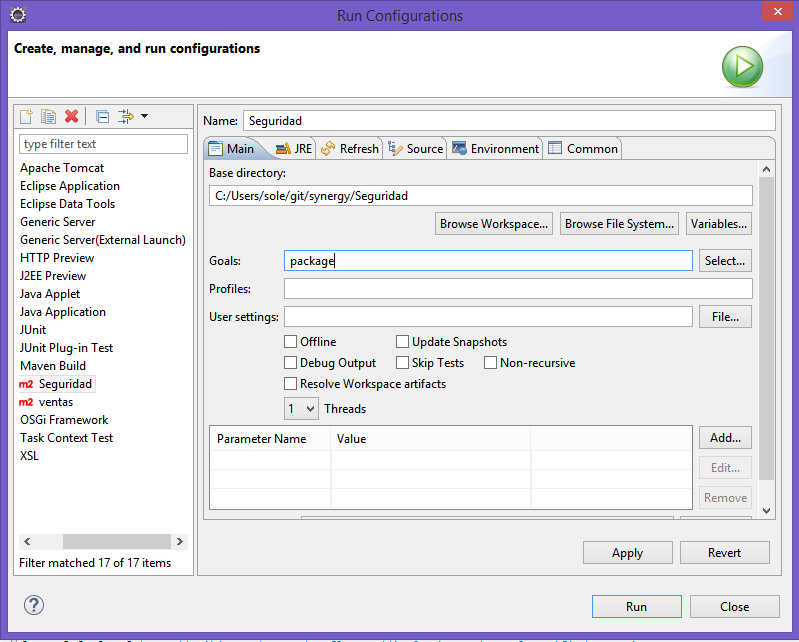 Run Configurations
Create, manage, and run configurations
type filter text
Apache Tomcat
Eclipse Application
Eclipse Data Tools
Generic Server
Generic Server(External Launch)
HTTP Preview
J2EE Preview
Java Applet
Java Application
JUnit
JUnit Plug-in Test
Maven Build
m2 Seguridad
m2 ventas
OSGi Framework
Task Context Test
XSL
Filter matched 17 of 17 items
Name: Seguridad
Main JRE Refresh Source Environment Common
Base directory:
C:/Users/sole/git/synergy/Seguridad
Browse Workspace... Browse File System... Variables...
Goals: package Select...
Profiles:
User settings: File...
Offline Update Snapshots
Debug Output Skip Tests Non-recursive
Resolve Workspace artifacts
1 Threads
Parameter Name Value Add...
Edit...
Remove
Apply Revert
? Run Close